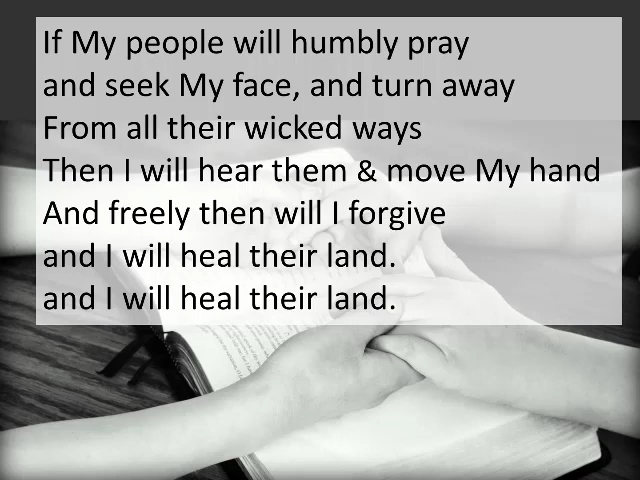 If My people will humbly pray
and seek My face, and turn away
From all their wicked ways
Then I will hear them & move My hand
And freely then will I forgive
and I will heal their land.
and I will heal their land.